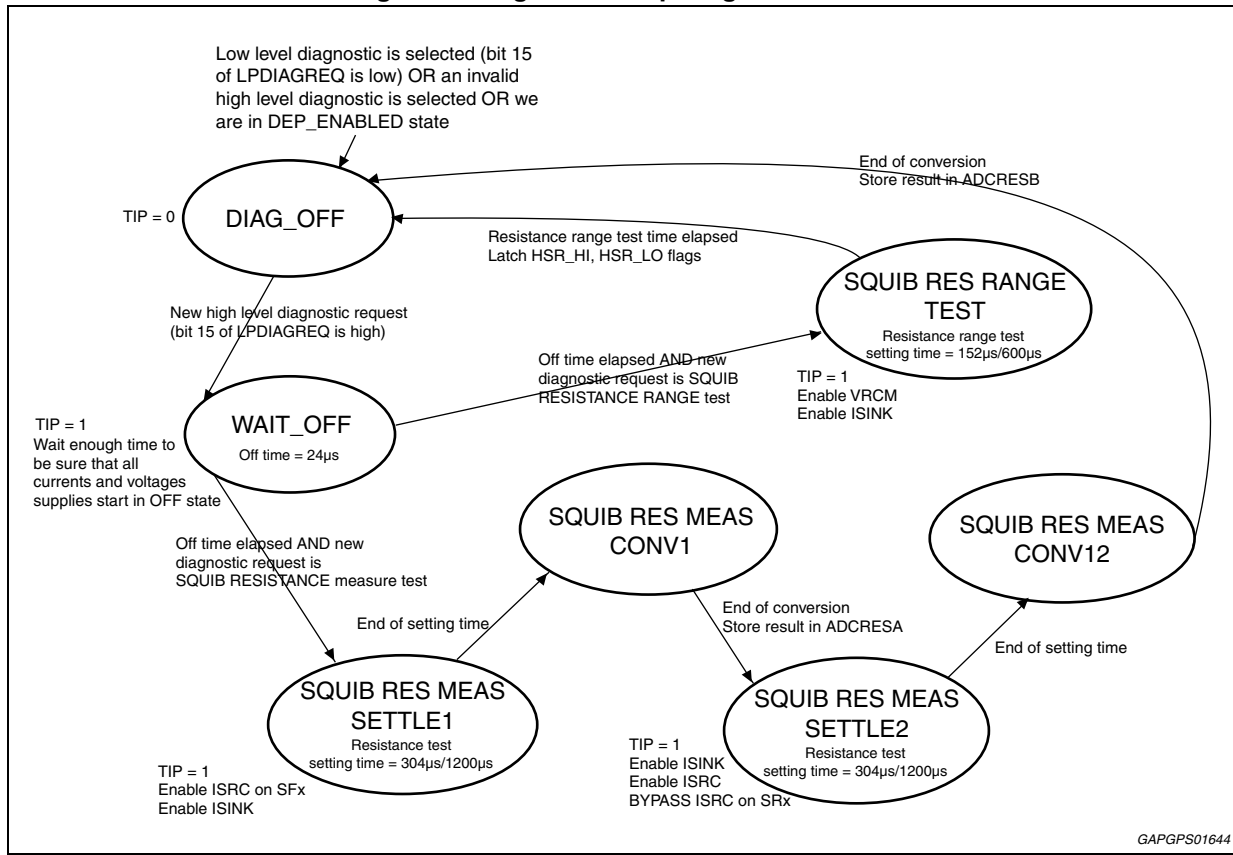 Low level diagnostic is selected (bit 15
of LPDIAGREQ is low) OR an invalid
high level diagnostic is selected OR we
are in DEP_ENABLED state
End of conversion
Store result in ADCRESB
TIP = 0
DIAG_OFF
Resistance range test time elapsed
Latch HSR_HI, HSR_LO flags
SQUIB RES RANGE
TEST
Resistance range test
setting time = 152µs/600µs
New high level diagnostic request
(bit 15 of LPDIAGREQ is high)
Off time elapsed AND new
diagnostic request is SQUIB
RESISTANCE RANGE test
TIP = 1
Enable VRCM
Enable ISINK
WAIT_OFF
Off time = 24µs
TIP = 1
Wait enough time to
be sure that all
currents and voltages
supplies start in OFF state
SQUIB RES MEAS
CONV1
SQUIB RES MEAS
CONV12
Off time elapsed AND new
diagnostic request is
SQUIB RESISTANCE measure test
End of setting time
End of conversion
Store result in ADCRESA
End of setting time
SQUIB RES MEAS
SETTLE1
Resistance test
setting time = 304µs/1200µs
TIP = 1
Enable ISRC on SFx
Enable ISINK
SQUIB RES MEAS
SETTLE2
Resistance test
setting time = 304µs/1200µs
TIP = 1
Enable ISINK
Enable ISRC
BYPASS ISRC on SRx
GAPGPS01644